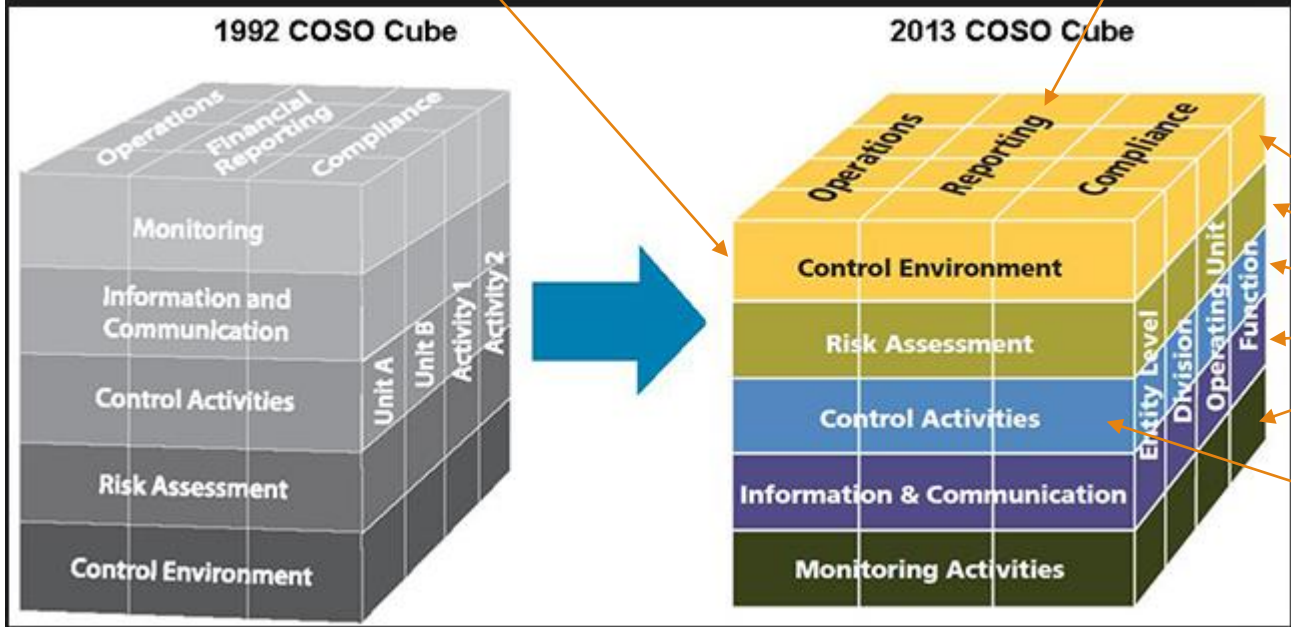 1992 COSO Cube
Operations
Financial
Reporting
Compliance
Monitoring
Information and
Communication
Control Activities
Risk Assessment
Control Environment
Unit A
Unit B
Activity 1
Activity 2
2013 COSO Cube
Operations
Reporting
Compliance
Control Environment
Risk Assessment
Control Activities
Information & Communication
Monitoring Activities
Entity Level
Division
Operating Unit
Function